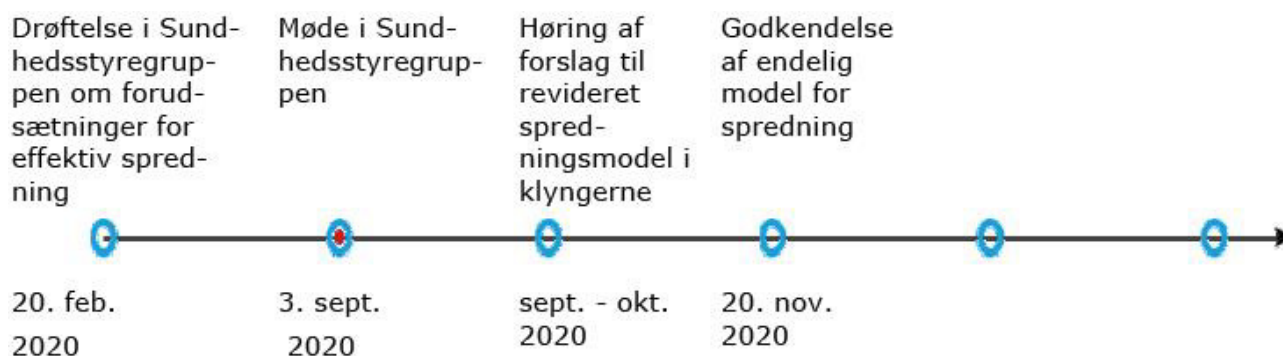 Drøftelse i Sund-
hedsstyregrup-
pen om forud-
sætninger for
effektiv spred-
ning
Møde i Sund-
hedsstyregrup-
pen
Høring af
forslag til
revideret
spred-
ningsmodel i
klyngerne
Godkendelse
af endelig
model for
spredning
20. feb.
2020
3. sept.
2020
sept. - okt.
2020
20. nov.
2020